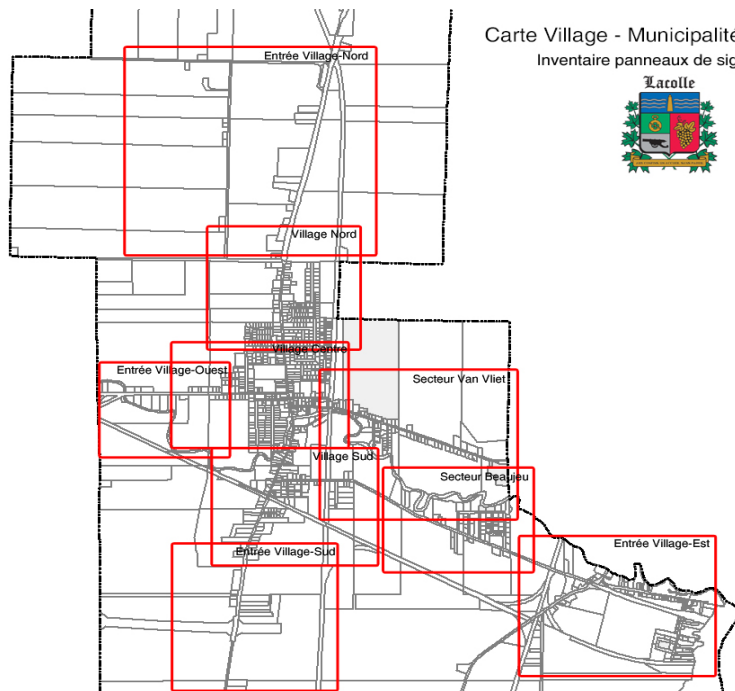 Carte Village - Municipalité
Inventaire panneaux de sig
Lacolle
Entrée Village-Nord
Village Nord
Village Centre
Entrée Village-Ouest
Secteur Van Vliet
Village Sud
Secteur Beaujeu
Entrée Village-Est
Entrée Village-Sud